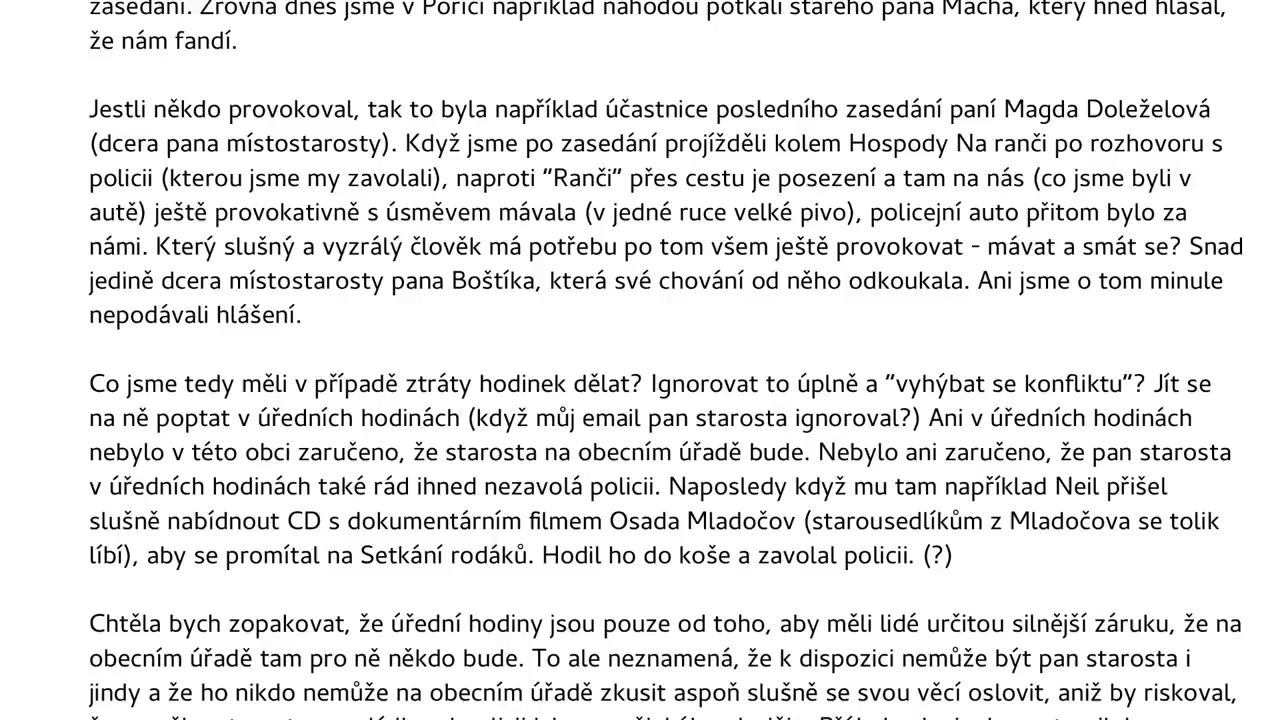 zasedání. Zrovna dnes jsme v Poříčí například náhodou potkali starého pana Macha, který hned hlásal,
že nám fandí.
Jestli někdo provokoval, tak to byla například účastnice posledního zasedání paní Magda Doleželová
(dcera pana místostarosty). Když jsme po zasedání projížděli kolem Hospody Na ranči po rozhovoru s
policii (kterou jsme my zavolali), naproti “Ranči” přes cestu je posezení a tam na nás (co jsme byli v
autě) ještě provokativně s úsměvem mávala (v jedné ruce velké pivo), policejní auto přitom bylo za
námi. Který slušný a vyzrálý člověk má potřebu po tom všem ještě provokovat - mávat a smát se? Snad
jedině dcera místostarosty pana Boštíka, která své chování od něho odkoukala. Ani jsme o tom minule
nepodávali hlášení.
Co jsme tedy měli v případě ztráty hodinek dělat? Ignorovat to úplně a “vyhýbat se konfliktu”? Jít se
na ně poptat v úředních hodinách (když můj email pan starosta ignoroval?) Ani v úředních hodinách
nebylo v této obci zaručeno, že starosta na obecním úřadě bude. Nebylo ani zaručeno, že pan starosta
v úředních hodinách také rád ihned nezavolá policii. Naposledy když mu tam například Neil přišel
slušně nabídnout CD s dokumentárním filmem Osada Mladočov (starousedlíkům z Mladočova se tolik
líbí), aby se promítal na Setkání rodáků. Hodil ho do koše a zavolal policii. (?)
Chtěla bych zopakovat, že úřední hodiny jsou pouze od toho, aby měli lidé určitou silnější záruku, že na
obecním úřadě tam pro ně někdo bude. To ale neznamená, že k dispozici nemůže být pan starosta i
jindy a že ho nikdo nemůže na obecním úřadě zkusit aspoň slušně se svou věcí oslovit, aniž by riskoval,